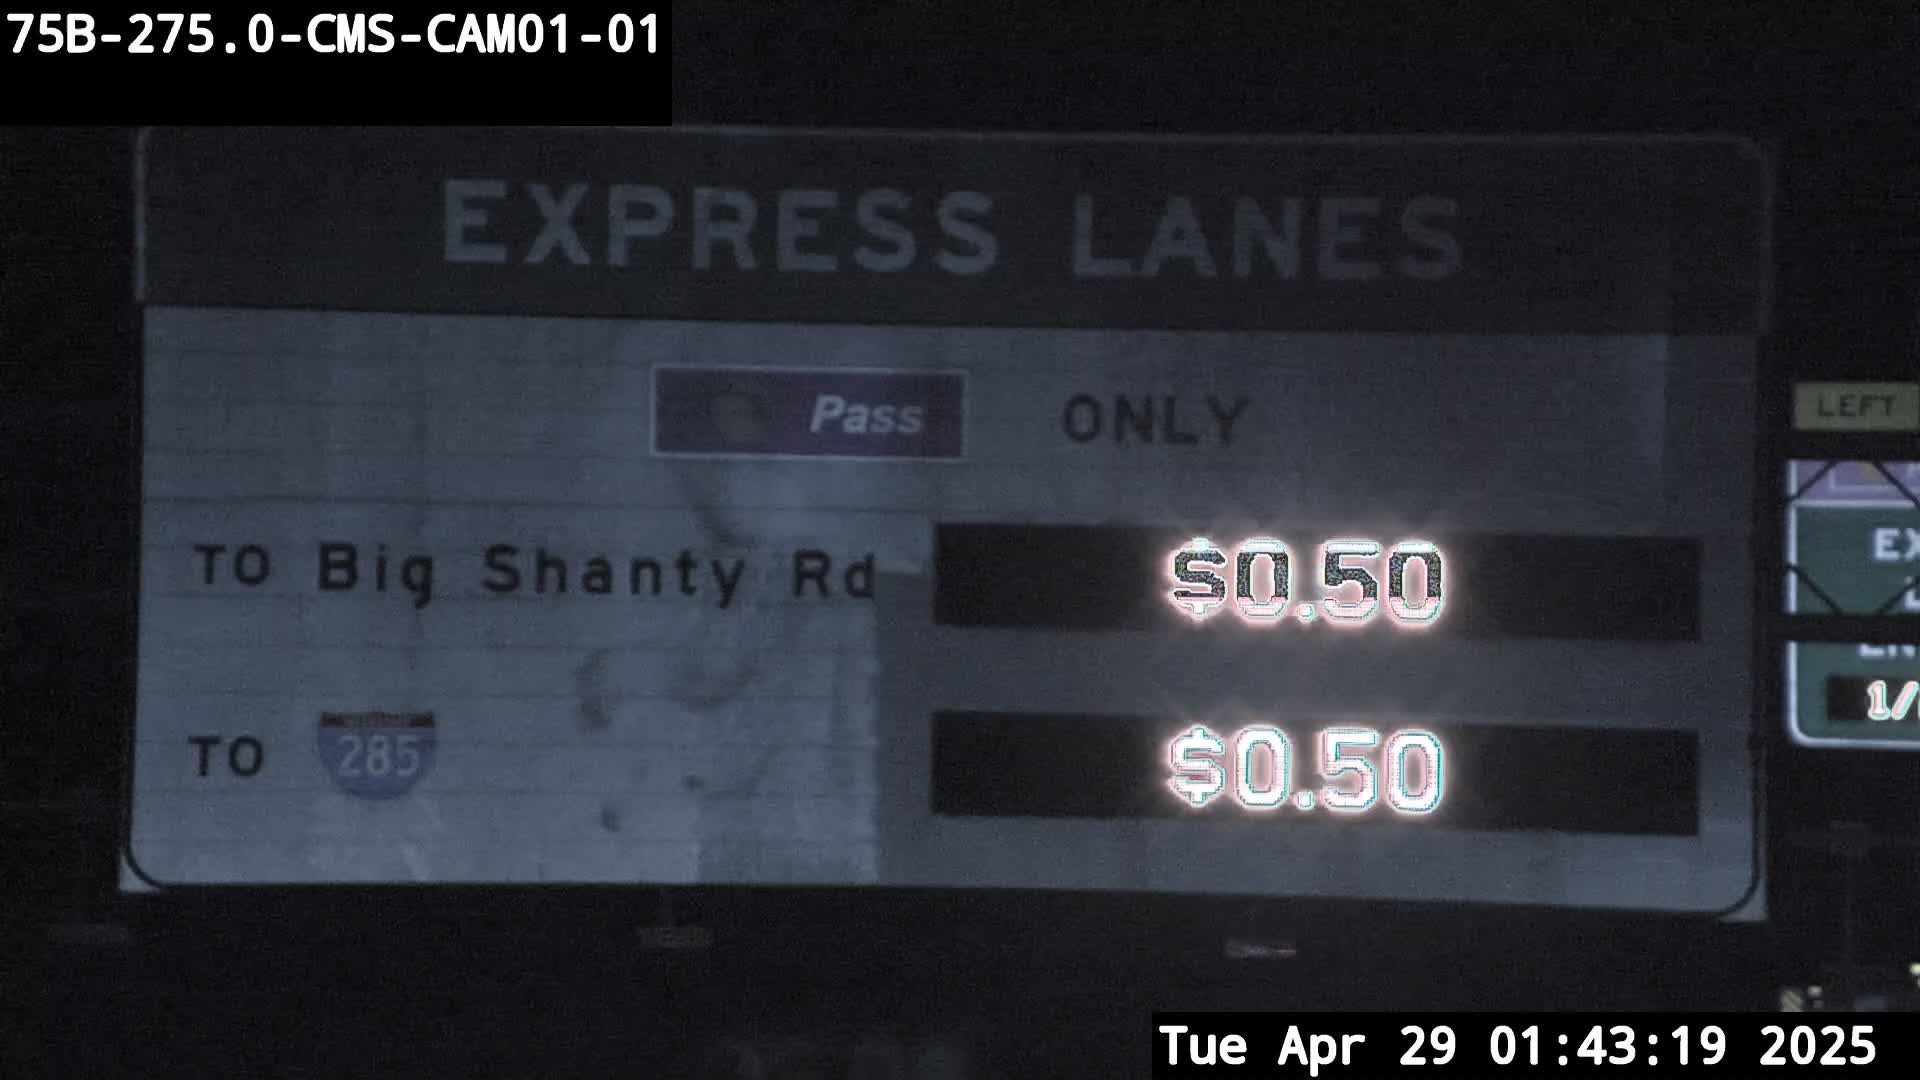 75B-275.0-CMS-CAM01-01
EXPRESS LANES
Pass ONLY
LEFT
TO Big Shanty Rd $0.50
TO 285 $0.50
Tue Apr 29 01:43:19 2025